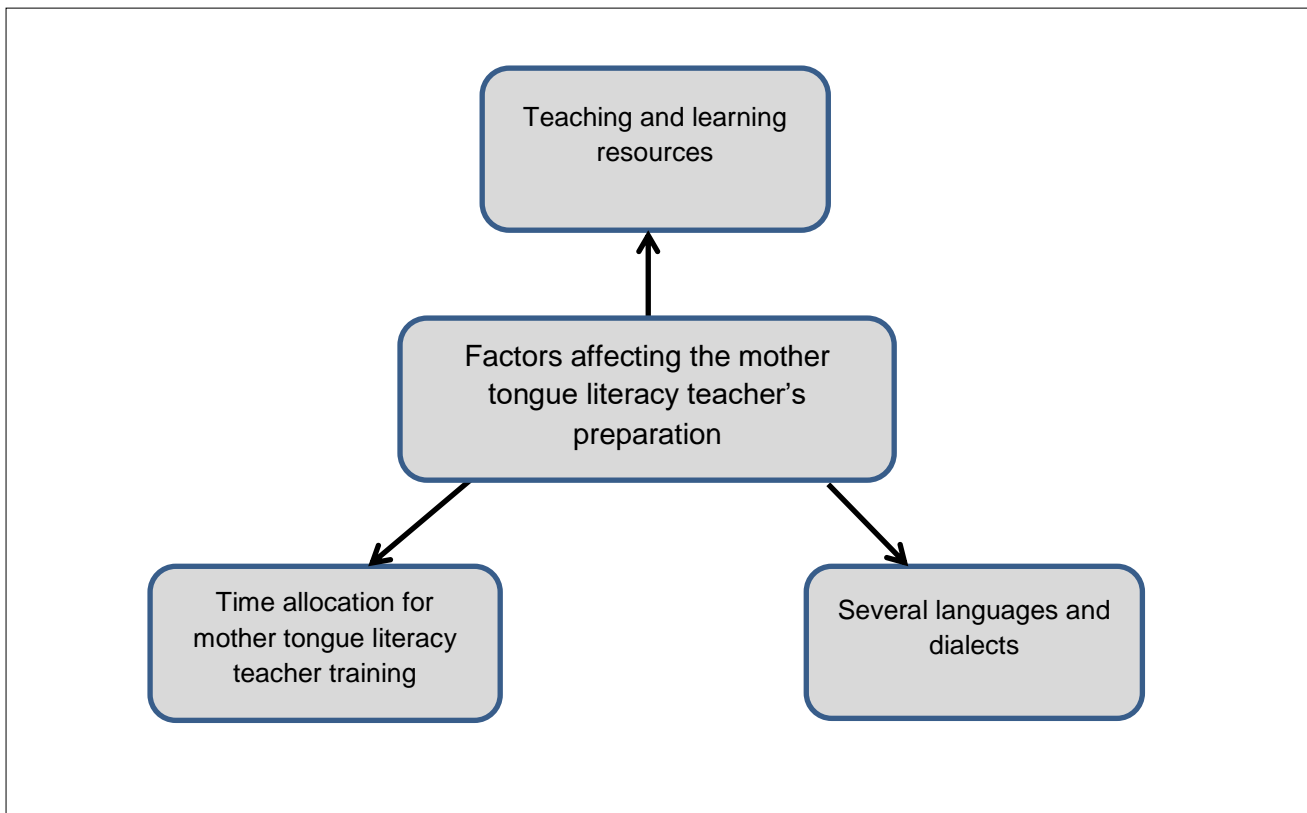 Teaching and learning
resources
Factors affecting the mother
tongue literacy teacher’s
preparation
Time allocation for
mother tongue literacy
teacher training
Several languages and
dialects